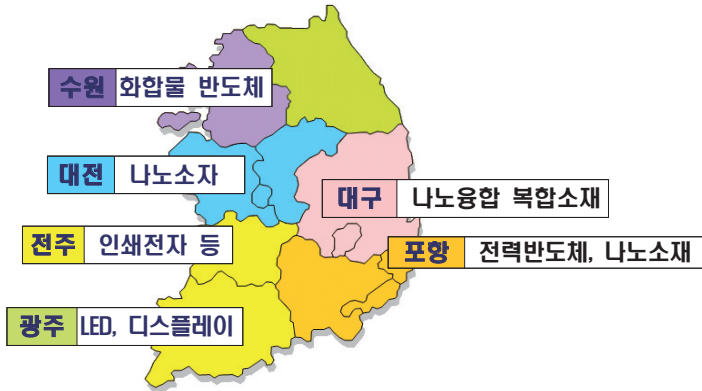 수원 화합물 반도체
대전 나노소자
대구 나노융합 복합소재
전주 인쇄전자 등
포항 전력반도체, 나노소재
광주 LED, 디스플레이